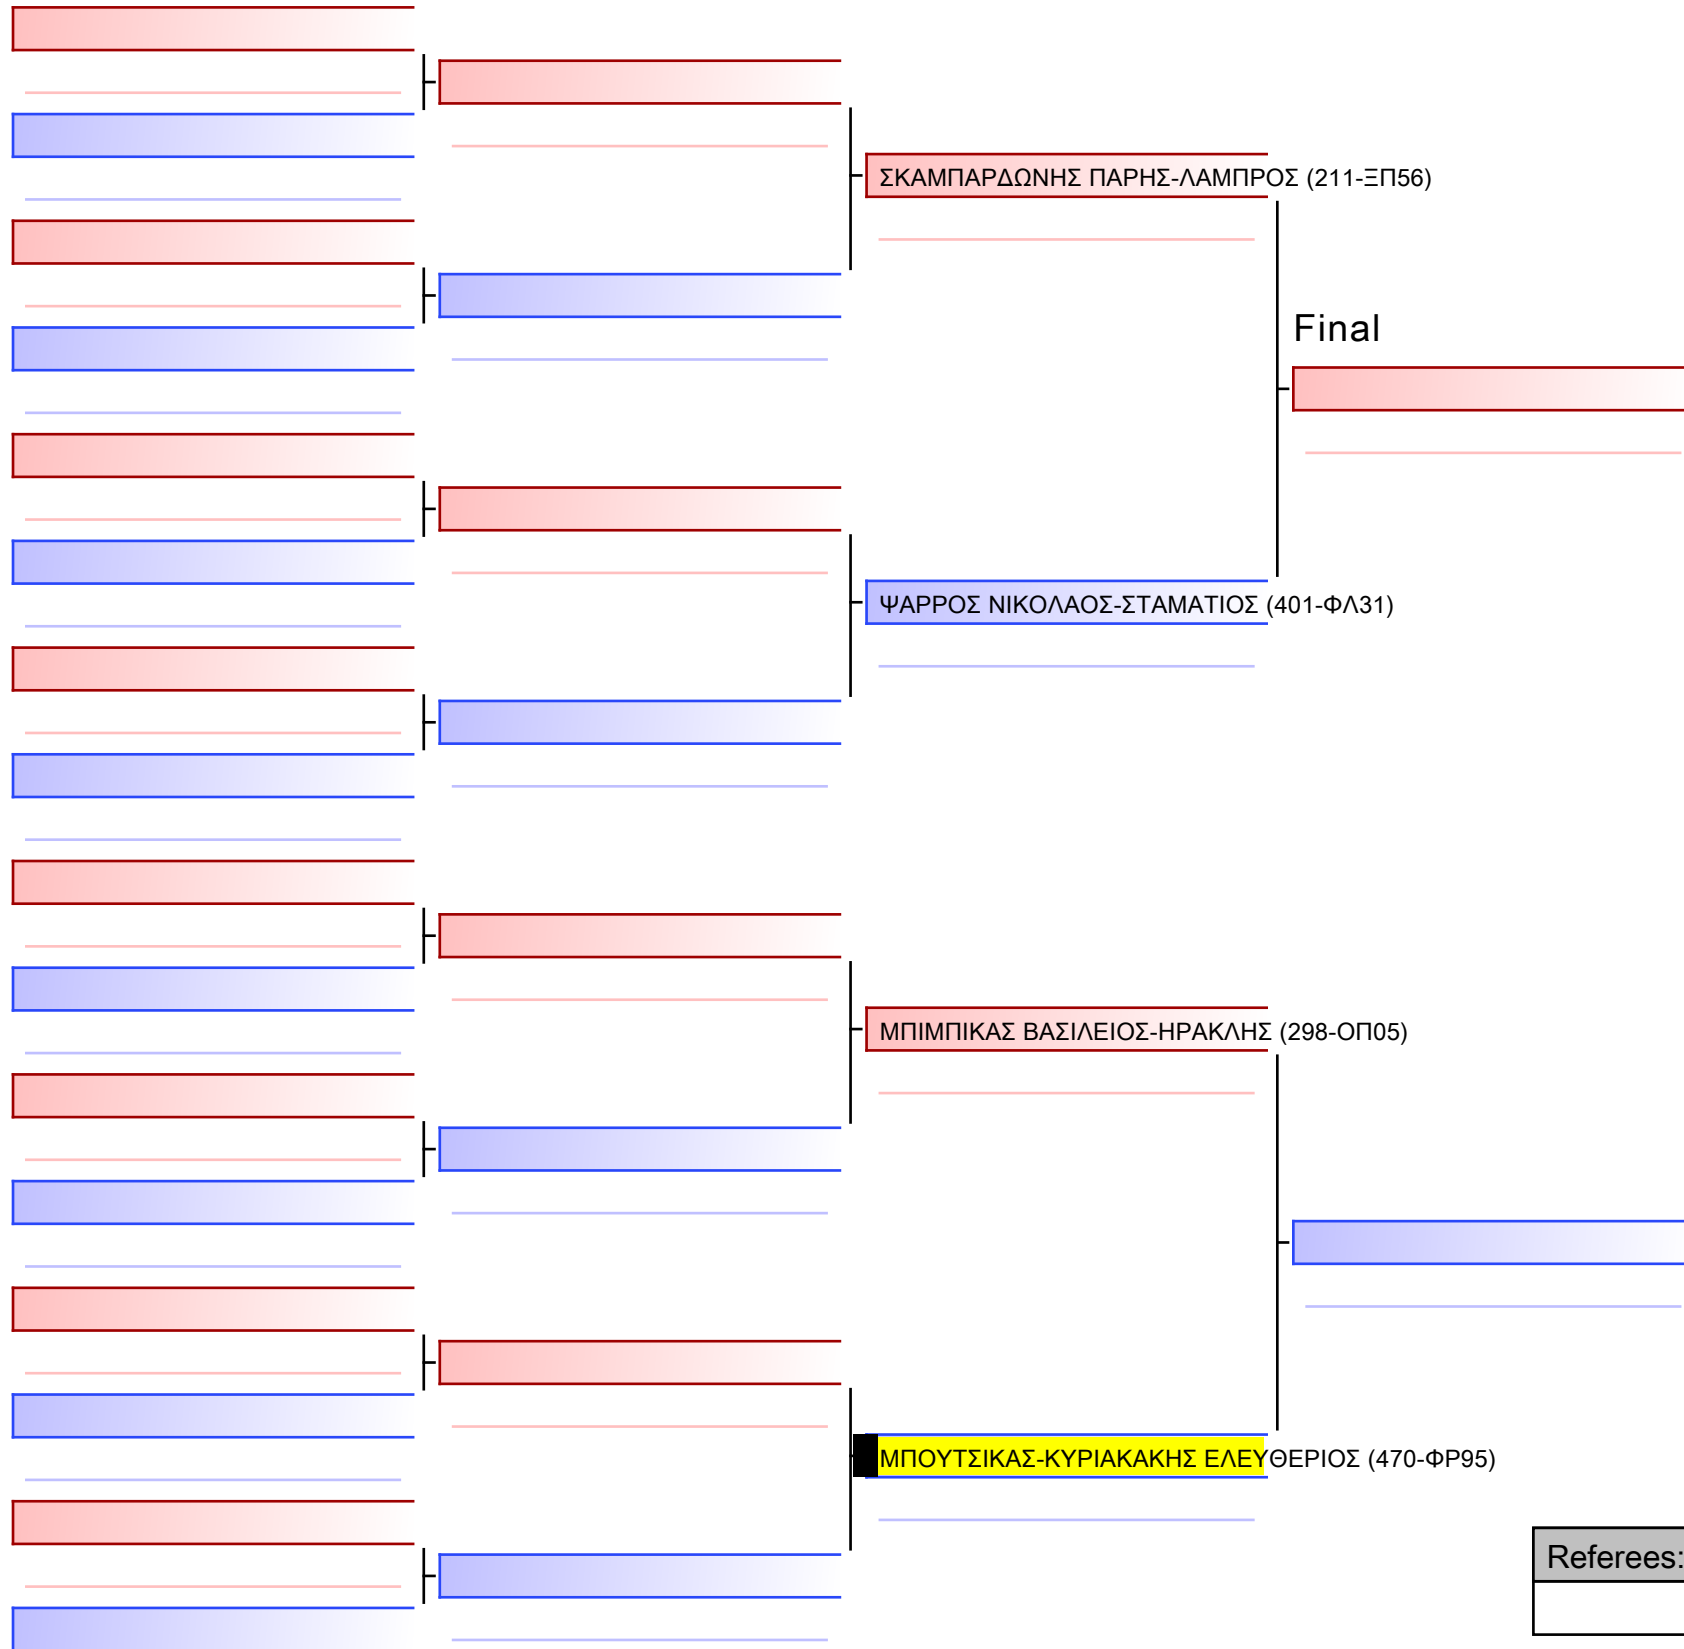 ΣΚΑΜΠΑΡΔΩΝΗΣ ΠΑΡΗΣ-ΛΑΜΠΡΟΣ (211-ΞΠ56)
Final
ΨΑΡΡΟΣ ΝΙΚΟΛΑΟΣ-ΣΤΑΜΑΤΙΟΣ (401-ΦΛ31)
ΜΠΙΜΠΙΚΑΣ ΒΑΣΙΛΕΙΟΣ-ΗΡΑΚΛΗΣ (298-ΟΠ05)
ΜΠΟΥΤΣΙΚΑΣ-ΚΥΡΙΑΚΑΚΗΣ ΕΛΕΥΘΕΡΙΟΣ (470-ΦΡ95)
Referees: